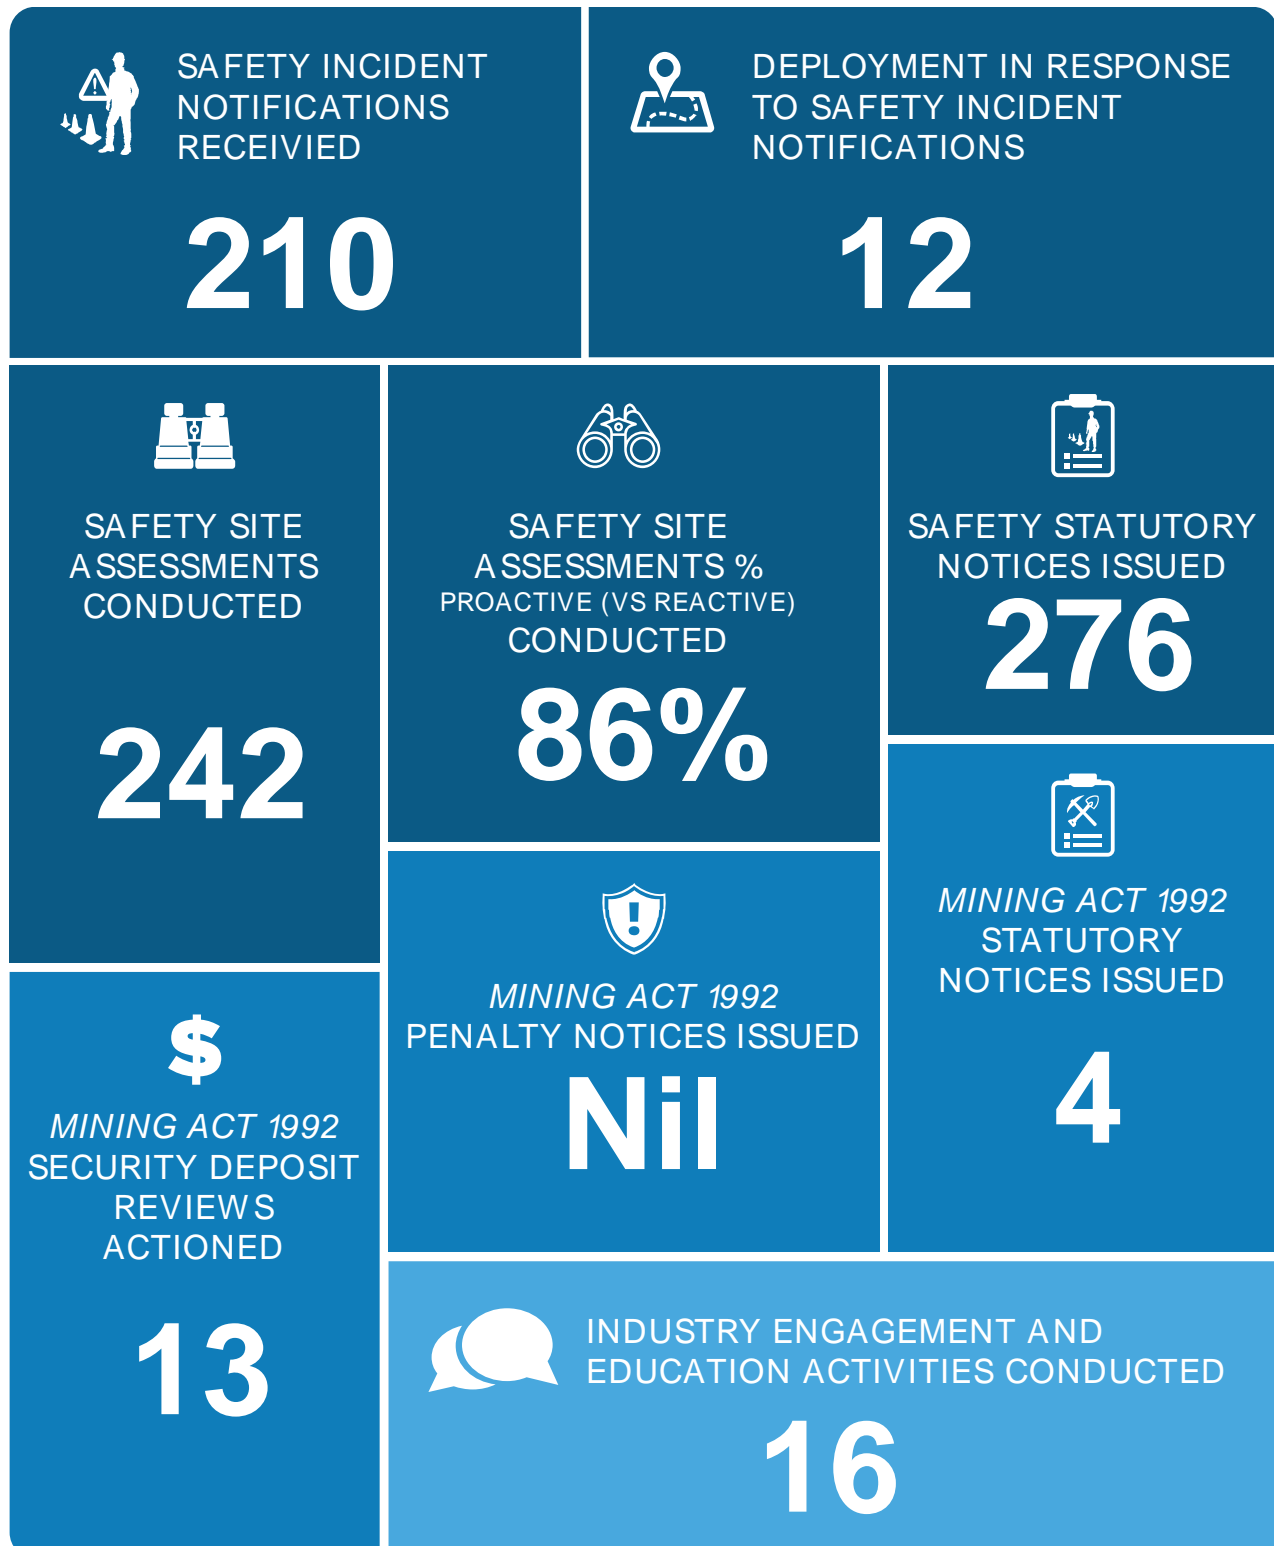 SAFETY INCIDENT
NOTIFICATIONS
RECEIVIED
210
DEPLOYMENT IN RESPONSE
TO SAFETY INCIDENT
NOTIFICATIONS
12
SAFETY SITE
ASSESSMENTS
CONDUCTED
242
SAFETY SITE
ASSESSMENTS %
PROACTIVE (VS REACTIVE)
CONDUCTED
86%
SAFETY STATUTORY
NOTICES ISSUED
276
MINING ACT 1992
STATUTORY
NOTICES ISSUED
4
MINING ACT 1992
PENALTY NOTICES ISSUED
Nil
$
MINING ACT 1992
SECURITY DEPOSIT
REVIEWS
ACTIONED
13
INDUSTRY ENGAGEMENT AND
EDUCATION ACTIVITIES CONDUCTED
16